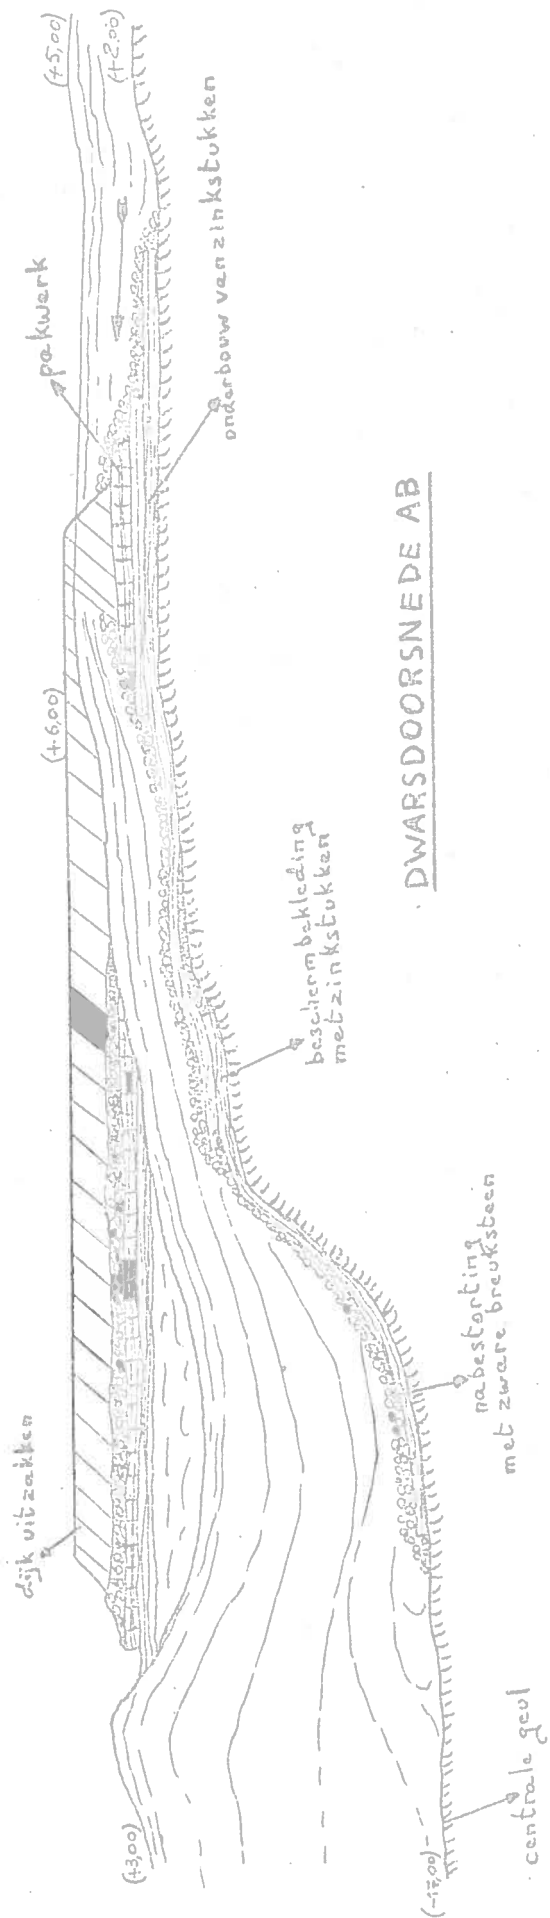 dijk uitzakken
(+3,00)
(+6,00)
pakwerk
(+5,00)
(+2.00)
onderbouw van zinkstukken
beschermbekleding
met zinkstukken
nabestorting
met zware breuksteen
centrale geul
(-17,00)
DWARSDOORSNEDE AB